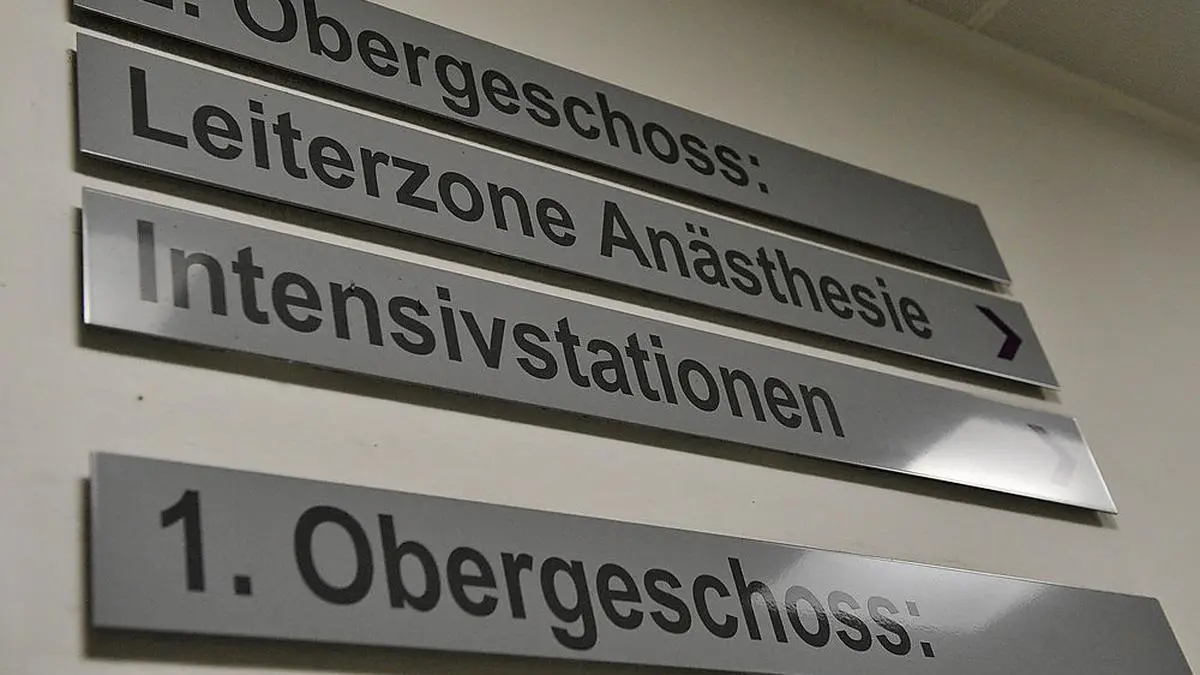 . Obergeschoss:
Leiterzone Anästhesie
Intensivstationen
1. Obergeschoss: